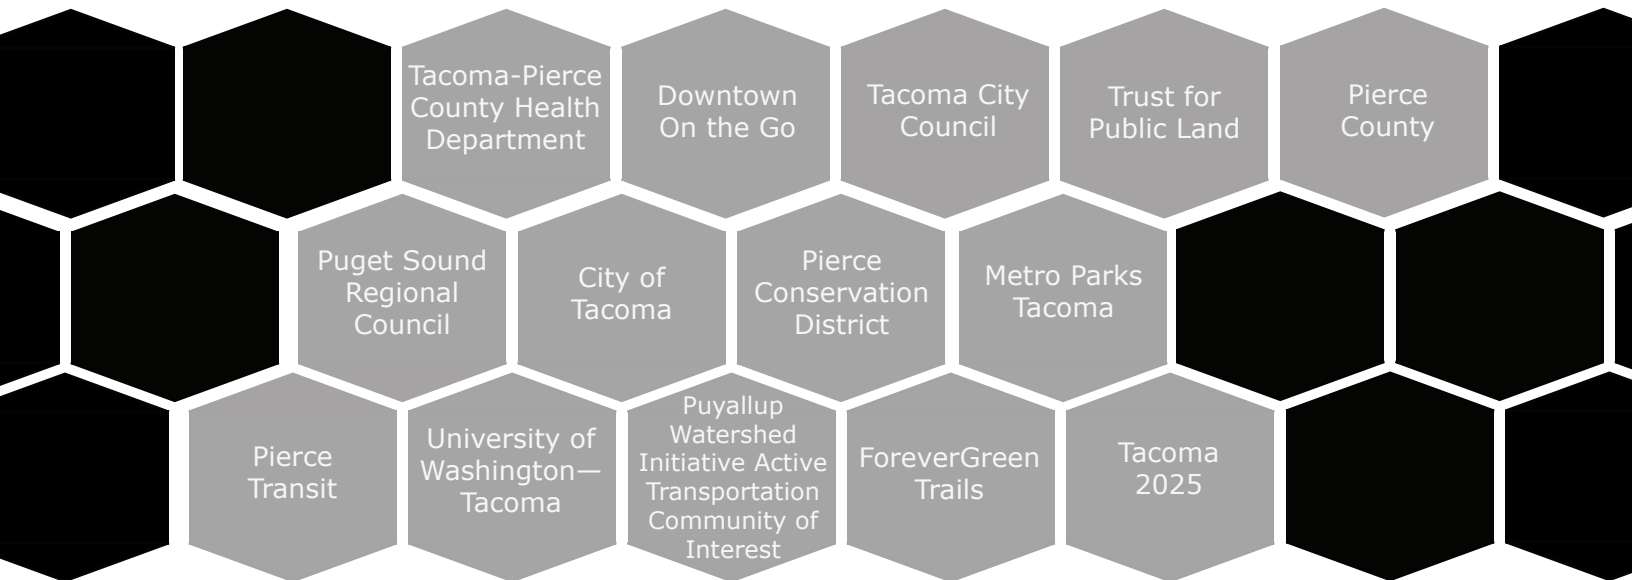 Tacoma-Pierce
County Health
Department
Downtown
On the Go
Tacoma City
Council
Trust for
Public Land
Pierce
County
Puget Sound
Regional
Council
City of
Tacoma
Pierce
Conservation
District
Metro Parks
Tacoma
Pierce
Transit
University of
Washington—
Tacoma
Puyallup
Watershed
Initiative Active
Transportation
Community of
Interest
ForeverGreen
Trails
Tacoma
2025